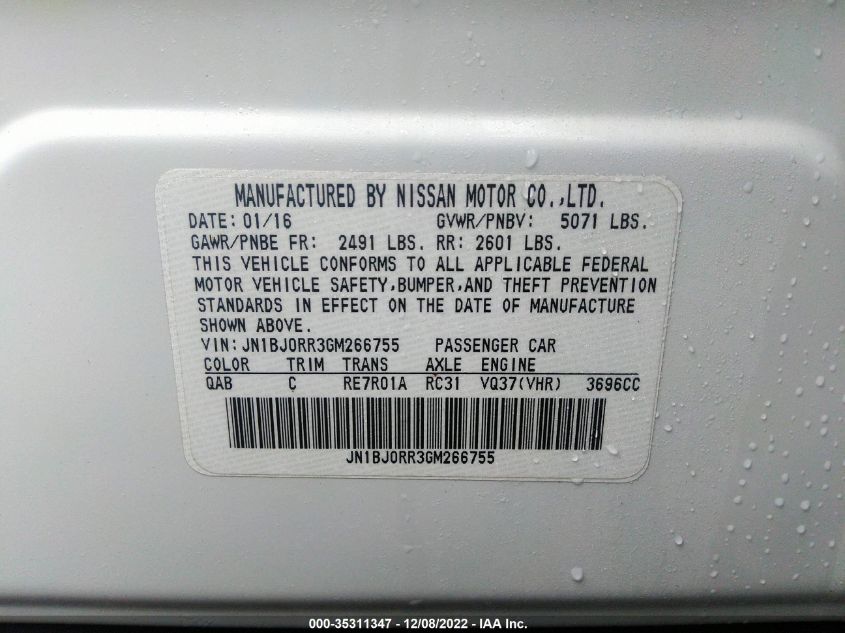 MANUFACTURED BY NISSAN MOTOR CO.,LTD.
DATE: 01/16 GVWR/PNBV: 5071 LBS.
GAWR/PNBE FR: 2491 LBS. RR: 2601 LBS.
THIS VEHICLE CONFORMS TO ALL APPLICABLE FEDERAL
MOTOR VEHICLE SAFETY,BUMPER,AND THEFT PREVENTION
STANDARDS IN EFFECT ON THE DATE OF MANUFACTURE
SHOWN ABOVE.
VIN: JN1BJ0RR3GM266755 PASSENGER CAR
COLOR TRIM TRANS AXLE ENGINE
QAB C RE7R01A RC31 VQ37(VHR) 3696CC
JN1BJ0RR3GM266755
000-35311347 - 12/08/2022 - IAA Inc.